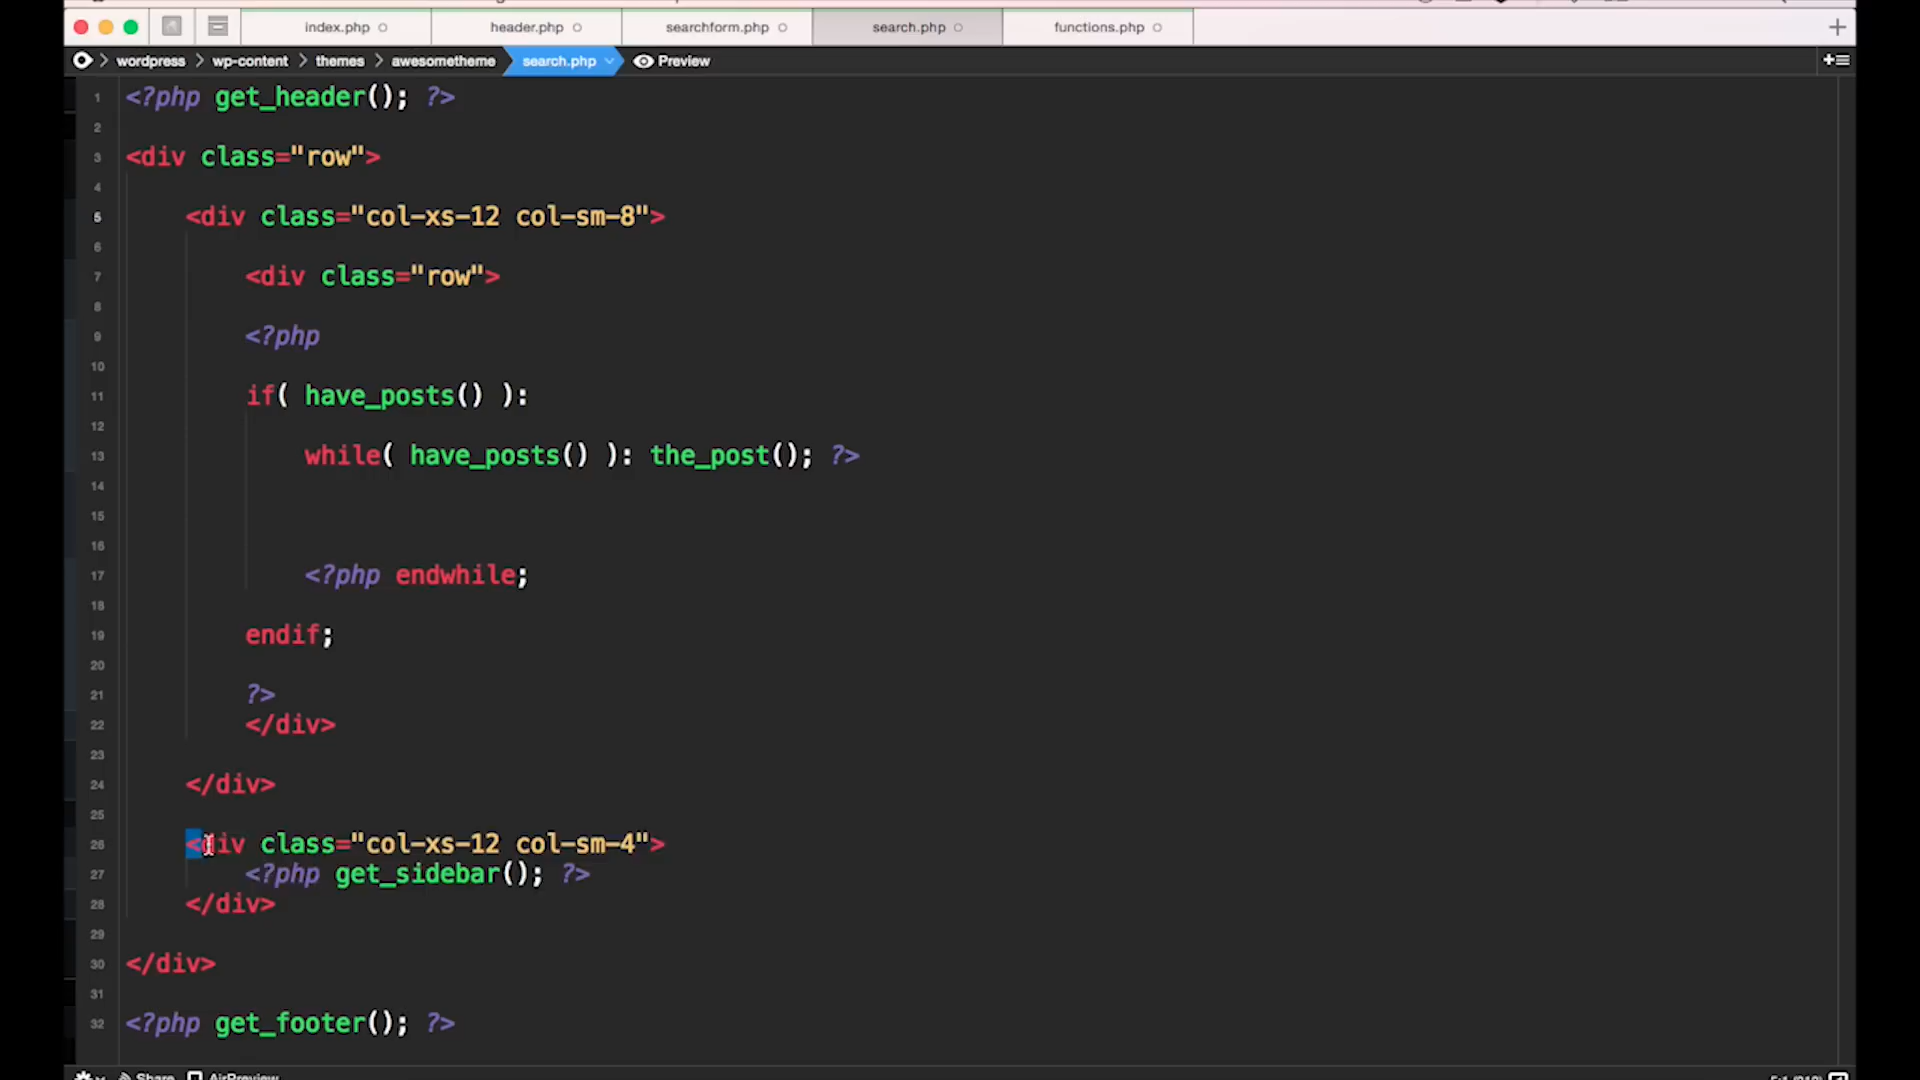 index.php header.php searchform.php search.php functions.php
wordpress wp-content themes awesometheme search.php Preview
1 <?php get_header(); ?>
2
3 <div class="row">
4
5 <div class="col-xs-12 col-sm-8">
6
7 <div class="row">
8
9 <?php
10
11 if( have_posts() ):
12
13 while( have_posts() ): the_post(); ?>
14
15
16
17 <?php endwhile;
18
19 endif;
20
21 ?>
22 </div>
23
24 </div>
25
26 <div class="col-xs-12 col-sm-4">
27 <?php get_sidebar(); ?>
28 </div>
29
30 </div>
31
32 <?php get_footer(); ?>
Share AirPreview